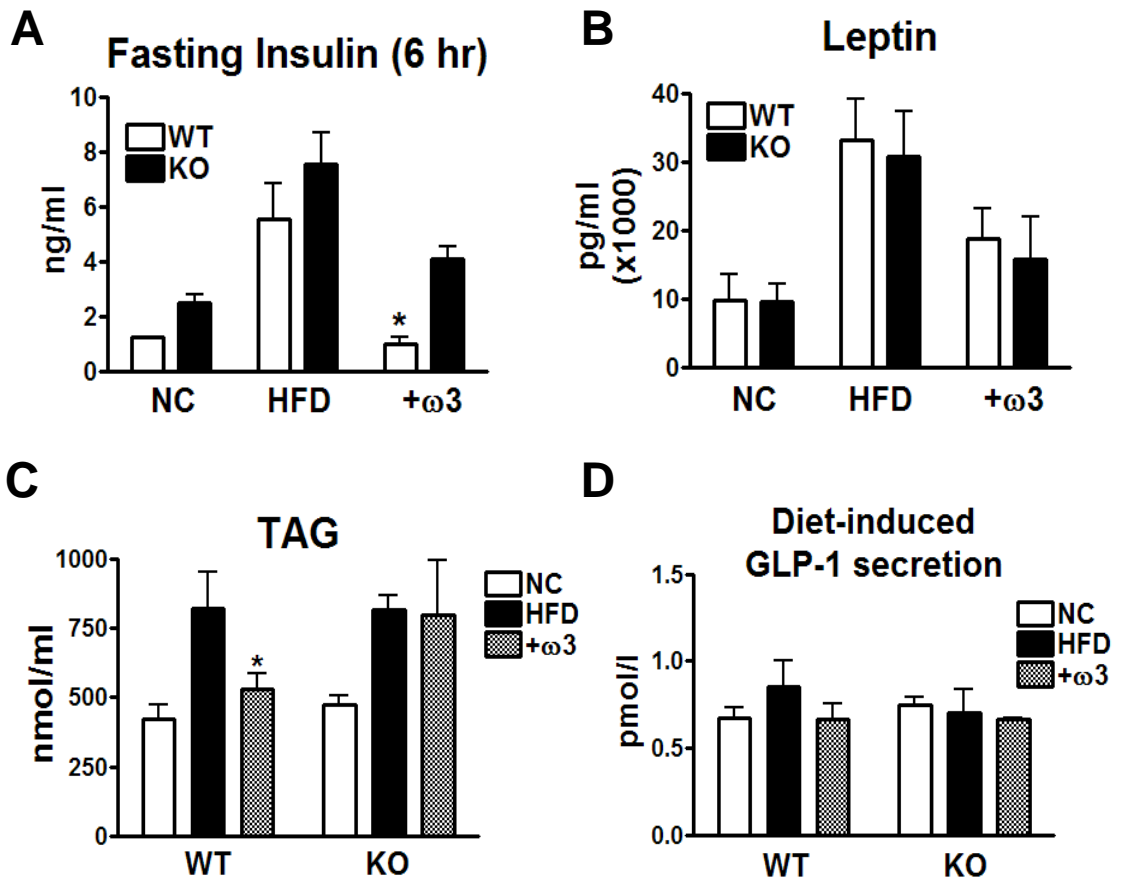 A
Fasting Insulin (6 hr)
10
8
6
4
2
0
ng/ml
WT
KO
*
NC HFD +ω3
B
Leptin
40
30
20
10
0
pg/ml
(x1000)
WT
KO
NC HFD +ω3
C
TAG
1000
750
500
250
0
nmol/ml
*
NC
HFD
+ω3
WT KO
D
Diet-induced
GLP-1 secretion
1.5
1.0
0.5
0.0
pmol/l
NC
HFD
+ω3
WT KO